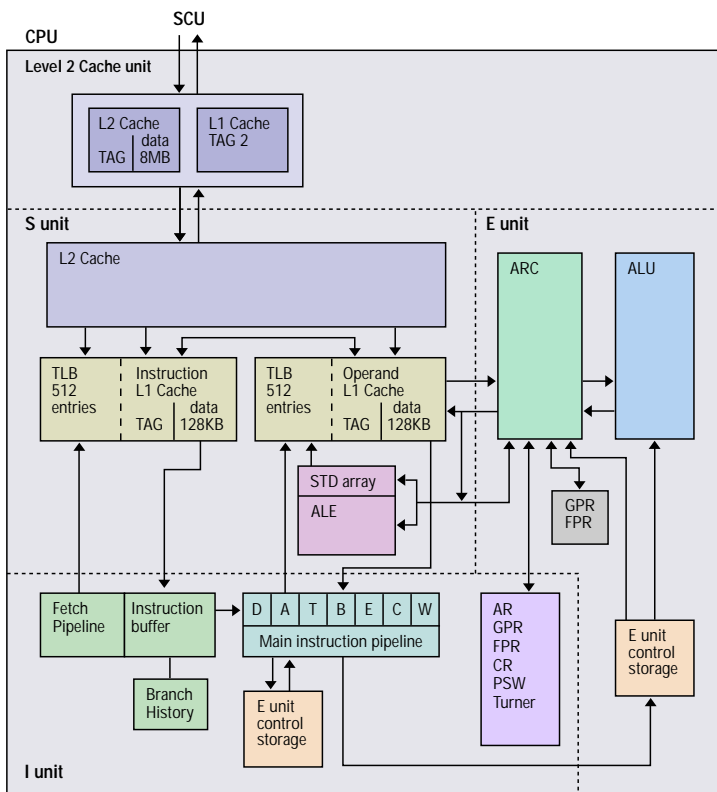 SCU
CPU
Level 2 Cache unit
L2 Cache
TAG
data
8MB
L1 Cache
TAG 2
S unit
E unit
L2 Cache
ARC
ALU
TLB
512
entries
Instruction
L1 Cache
TAG
data
128KB
TLB
512
entries
Operand
L1 Cache
TAG
data
128KB
STD array
ALE
GPR
FPR
Fetch
Pipeline
Instruction
buffer
D A T B E C W
Main instruction pipeline
AR
GPR
FPR
CR
PSW
Turner
E unit
control
storage
Branch
History
E unit
control
storage
I unit